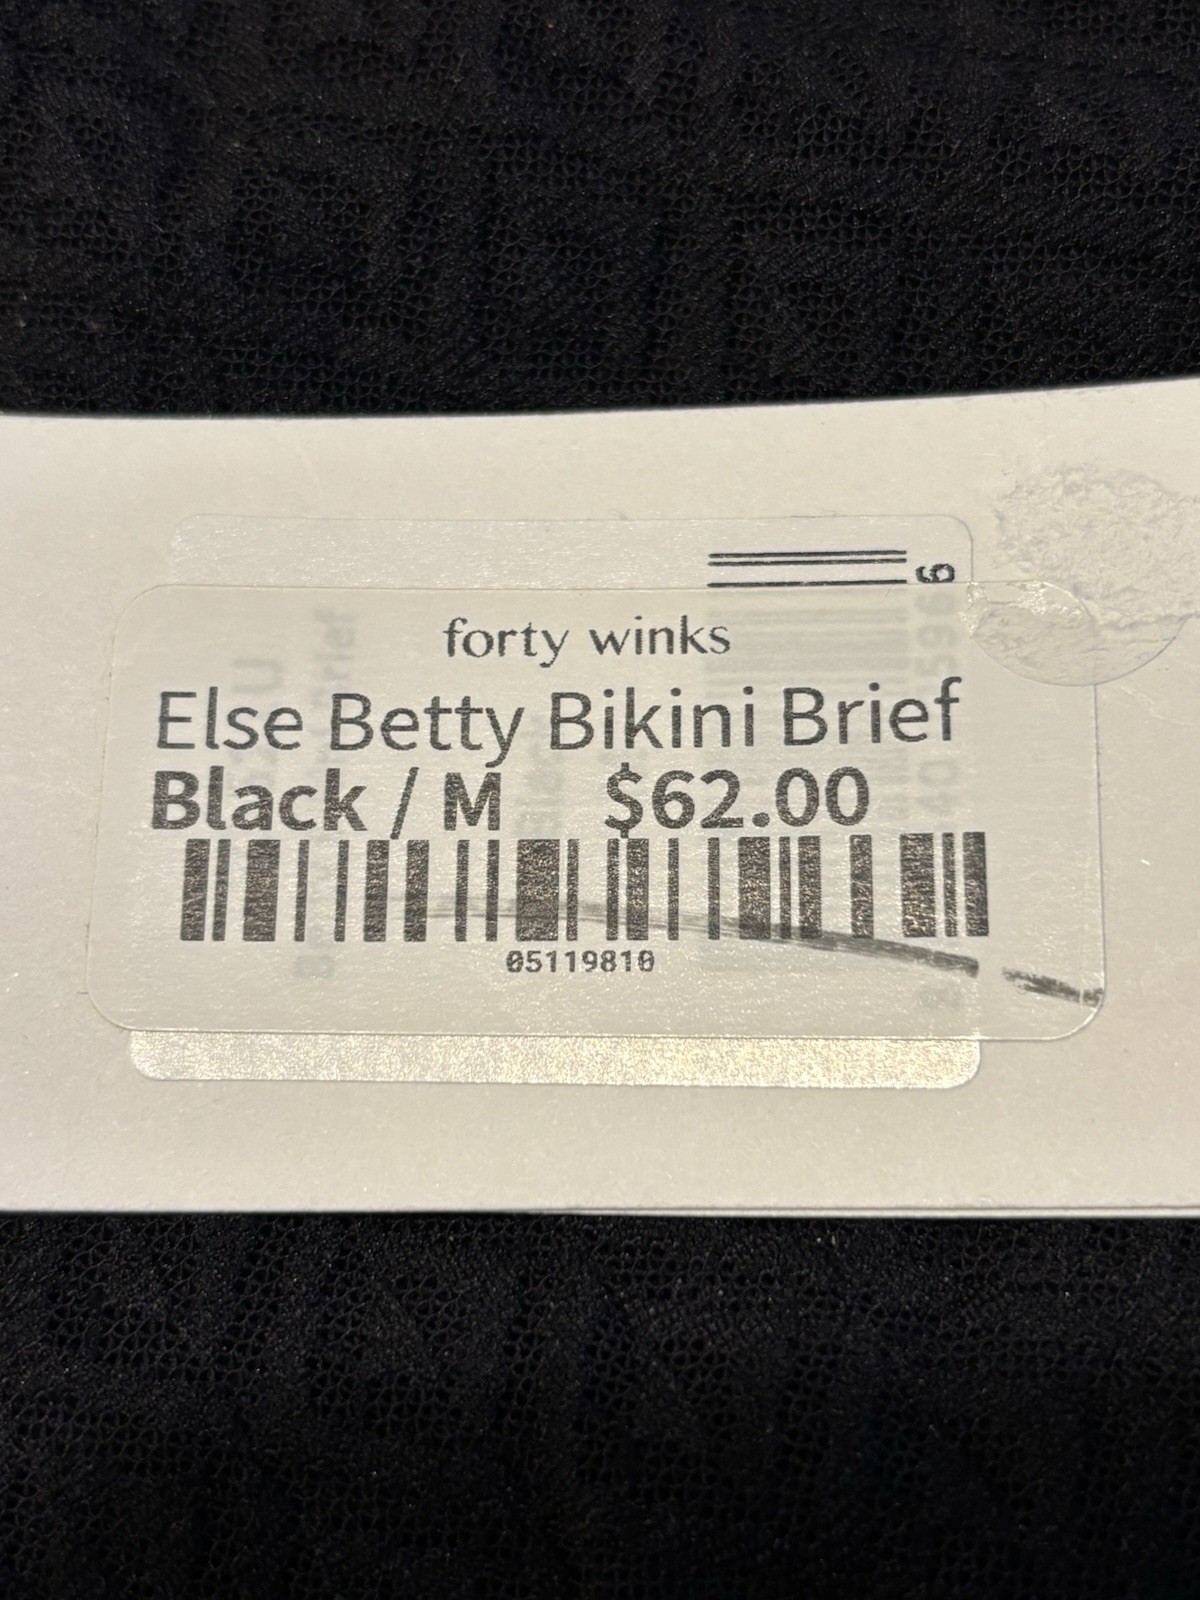 forty winks
Else Betty Bikini Brief
Black / M $62.00
05119810